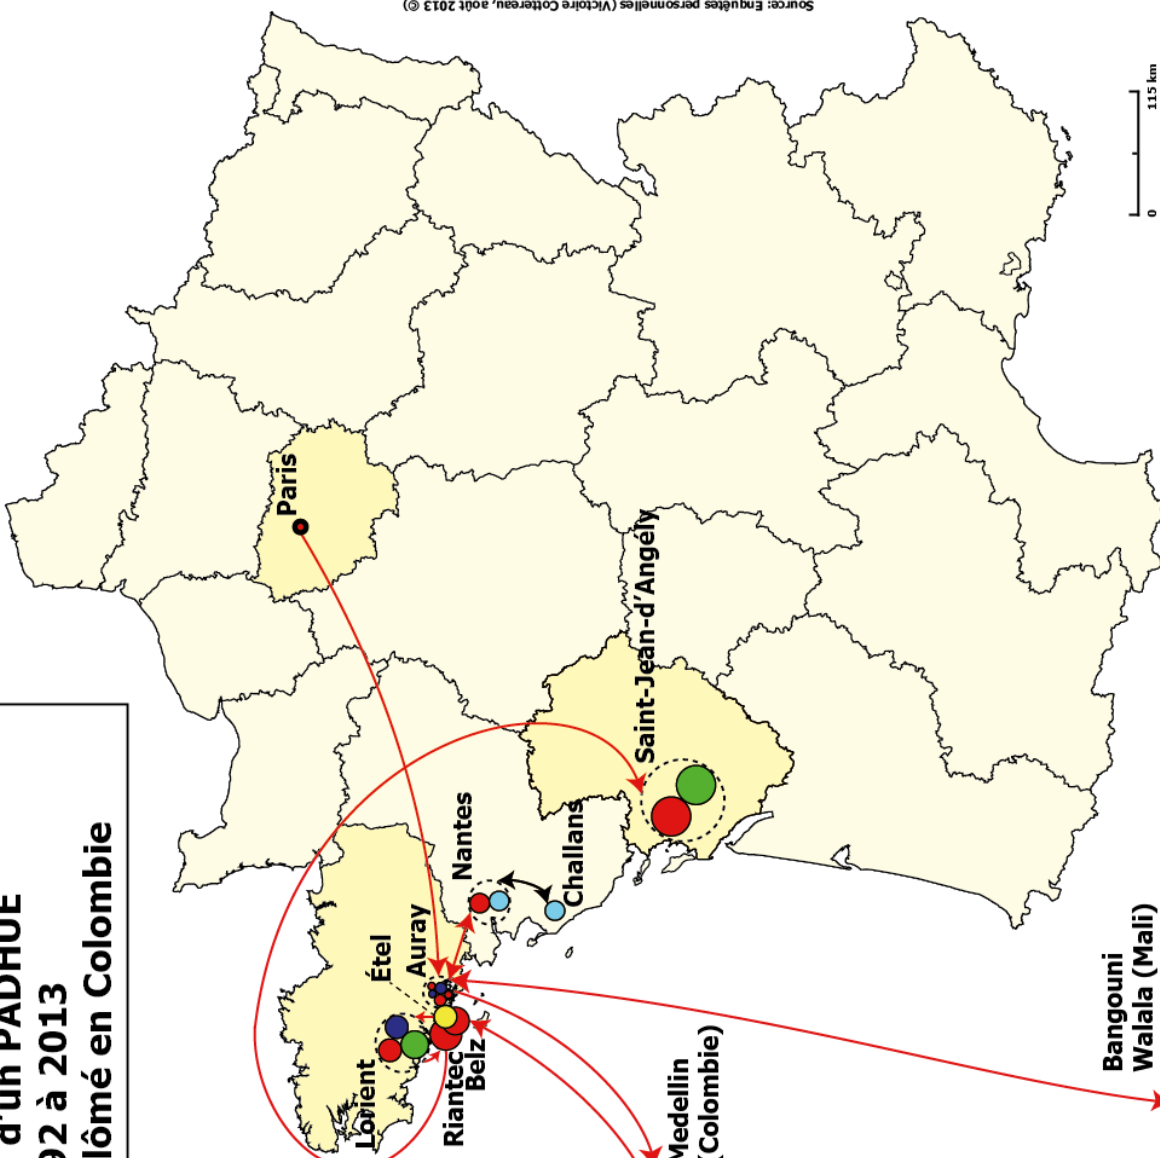 d'un PADHUE
92 à 2013
lômé en Colombie
Paris
Saint-Jean-d'Angély
Nantes
Challans
Étel
Auray
Lorient
Riantec
Belz
Medellin
(Colombie)
Bangouni
Walala (Mali)
0
115 km
Source: Enquêtes personnelles (Victoire Cottereau, août 2013 ©)